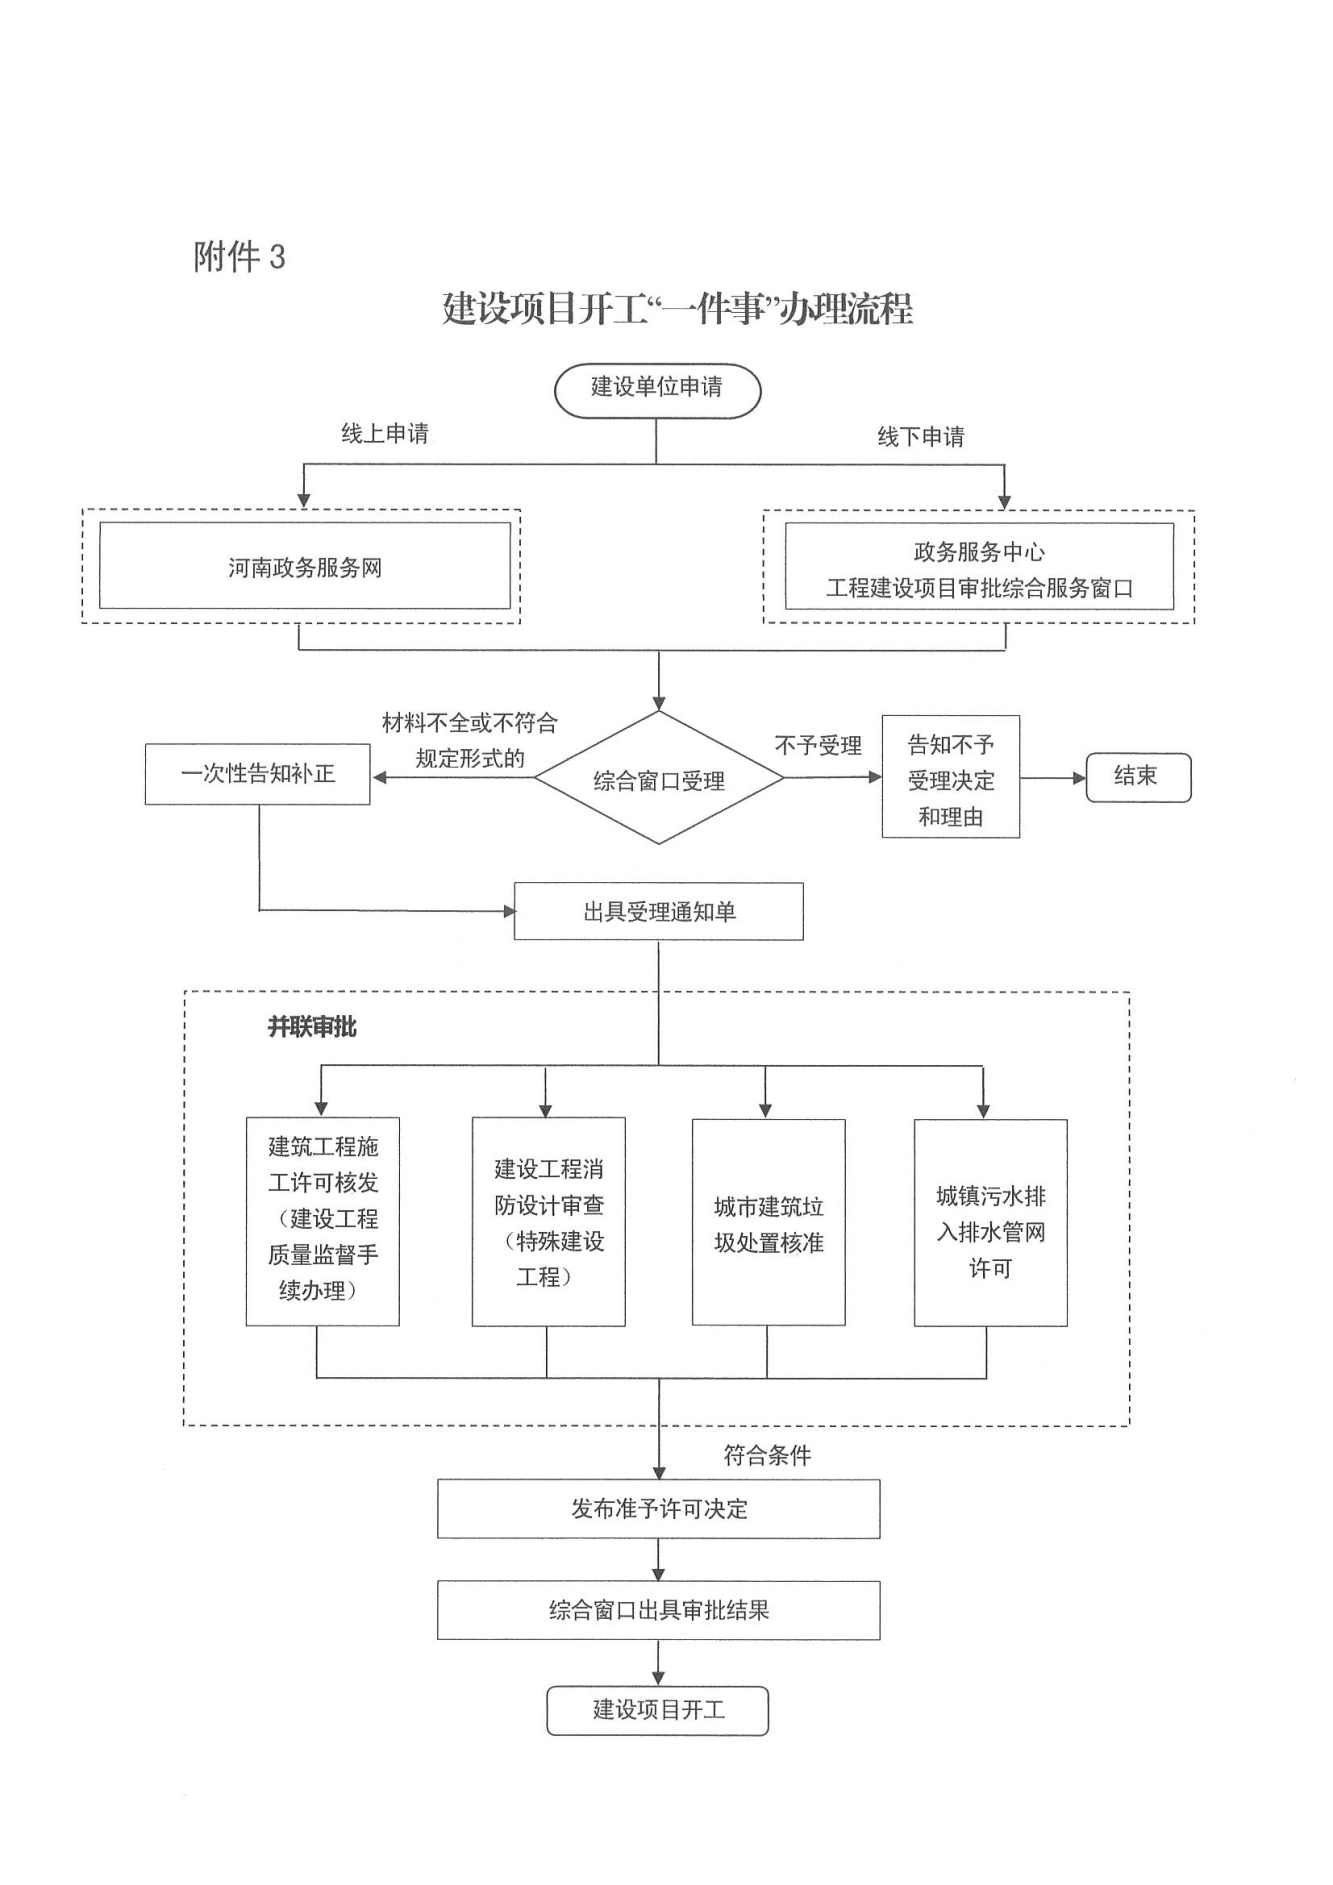 附件 3
建设项目开工“一件事”办理流程
建设单位申请
线上申请
线下申请
河南政务服务网
政务服务中心
工程建设项目审批综合服务窗口
材料不全或不符合
规定形式的
一次性告知补正
综合窗口受理
不予受理
告知不予
受理决定
和理由
结束
出具受理通知单
并联审批
建筑工程施
工许可核发
（建设工程
质量监督手
续办理）
建设工程消
防设计审查
（特殊建设
工程）
城市建筑垃
圾处置核准
城镇污水排
入排水管网
许可
符合条件
发布准予许可决定
综合窗口出具审批结果
建设项目开工